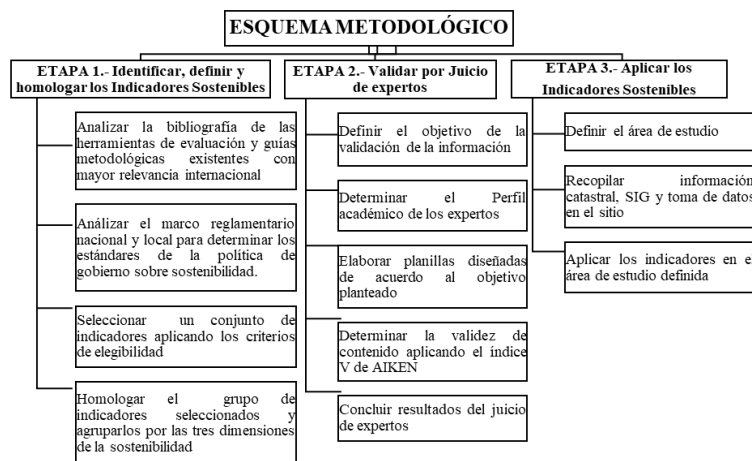 ESQUEMA METODOLÓGICO
ETAPA 1.- Identificar, definir y
homologar los Indicadores Sostenibles
Analizar la bibliografía de las
herramientas de evaluación y guías
metodológicas existentes con
mayor relevancia internacional
Análizar el marco reglamentario
nacional y local para determinar los
estándares de la política de
gobierno sobre sostenibilidad.
Seleccionar un conjunto de
indicadores aplicando los criterios
de elegibilidad
Homologar el grupo de
indicadores seleccionados y
agruparlos por las tres dimensiones
de la sostenibilidad
ETAPA 2.- Validar por Juicio
de expertos
Definir el objetivo de la
validación de la información
Determinar el Perfil
académico de los expertos
Elaborar planillas diseñadas
de acuerdo al objetivo
planteado
Determinar la validez de
contenido aplicando el índice
V de AIKEN
Concluir resultados del juicio
de expertos
ETAPA 3.- Aplicar los
Indicadores Sostenibles
Definir el área de estudio
Recopilar información
catastral, SIG y toma de datos
en el sitio
Aplicar los indicadores en el
área de estudio definida